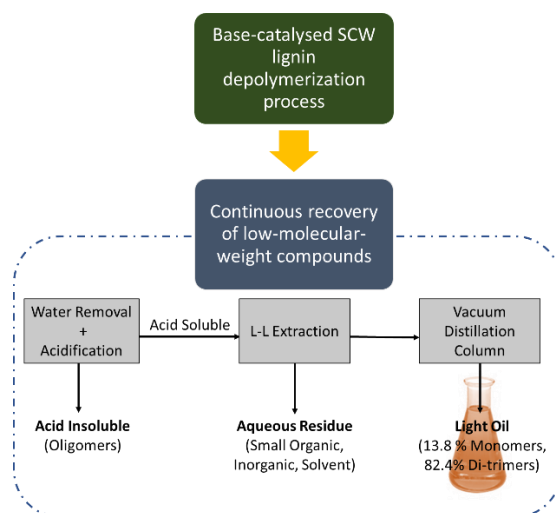 Base-catalysed SCW
lignin
depolymerization
process
Continuous recovery
of low-molecular-
weight compounds
Water Removal
+
Acidification
Acid Soluble
L-L Extraction
Vacuum
Distillation
Column
Acid Insoluble
(Oligomers)
Aqueous Residue
(Small Organic,
Inorganic, Solvent)
Light Oil
(13.8 % Monomers,
82.4% Di-trimers)